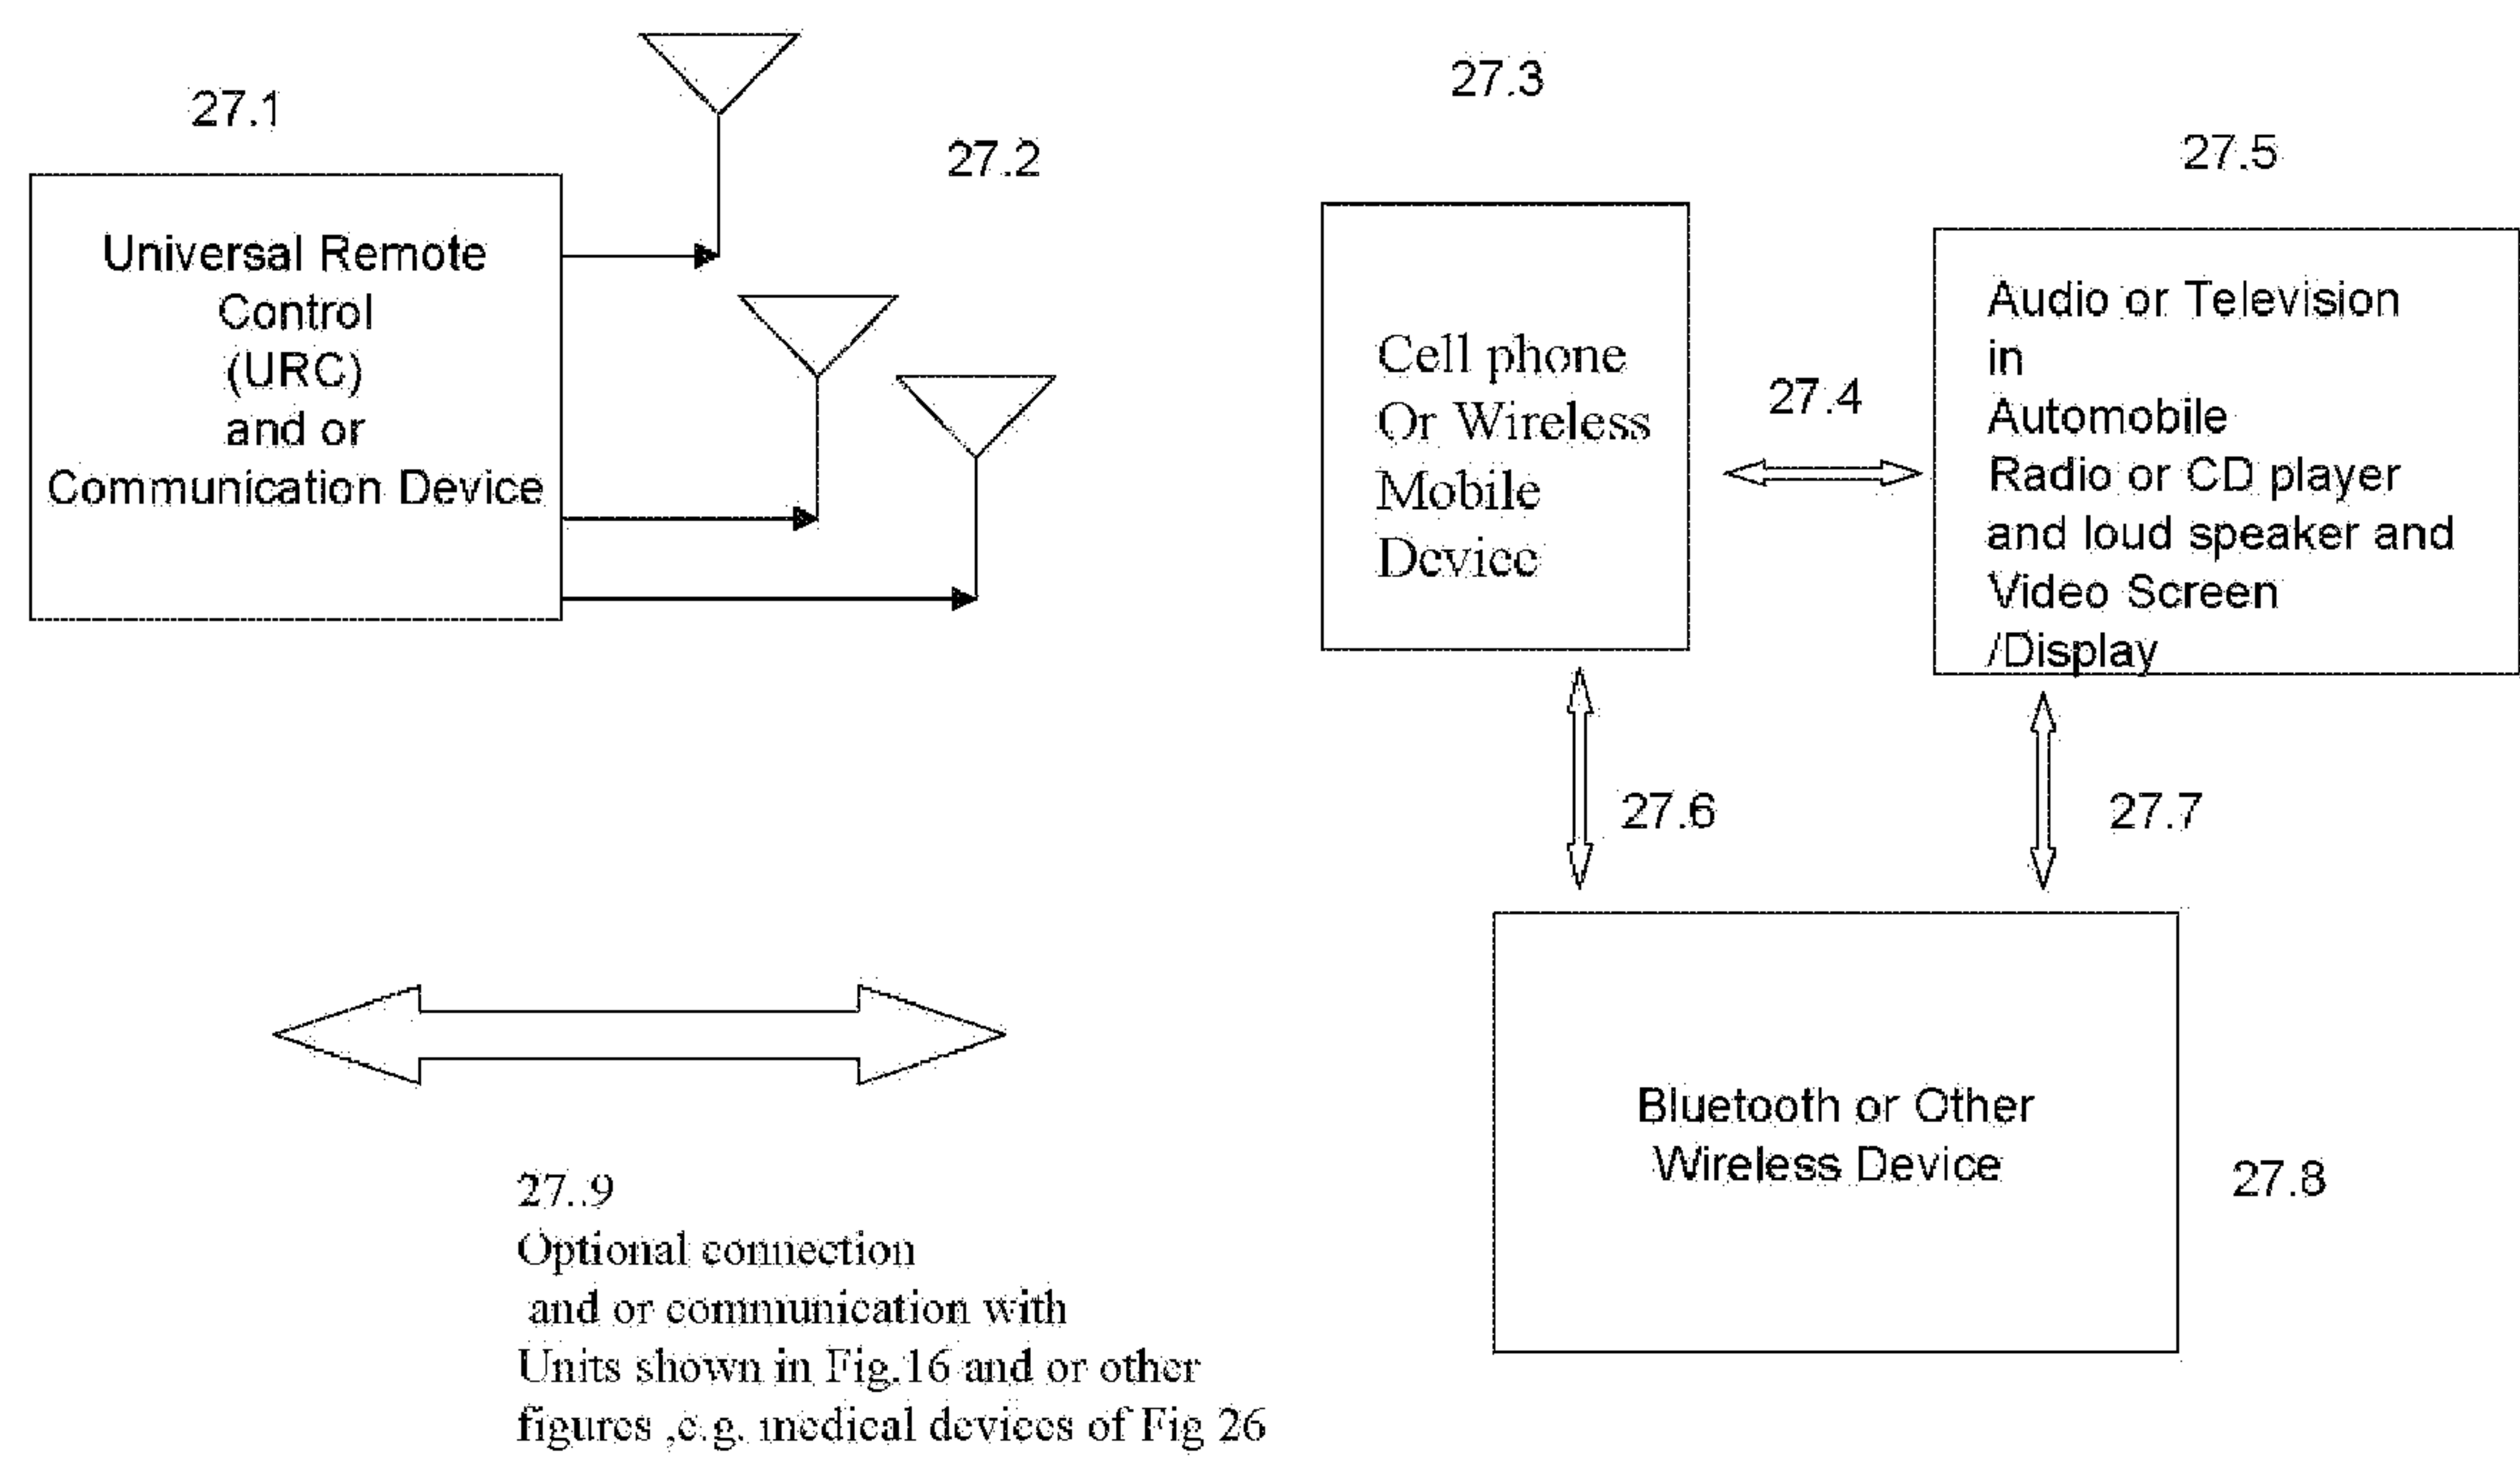 27.1
Universal Remote
Control
(URC)
and or
Communication Device
27.2
27.3
Cell phone
Or Wireless
Mobile
Device
27.4
27.5
Audio or Television
in
Automobile
Radio or CD player
and loud speaker and
Video Screen
/Display
27.6
27.7
Bluetooth or Other
Wireless Device
27.8
27..9
Optional connection
and or communication with
Units shown in Fig.16 and or other
figures ,e.g. medical devices of Fig 26